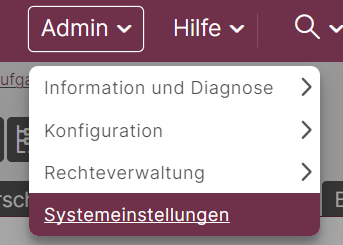 Admin Hilfe
Information und Diagnose
Konfiguration
Rechteverwaltung
Systemeinstellungen